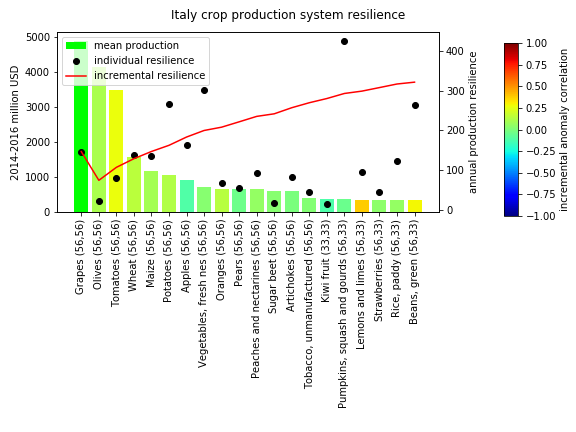 Italy crop production system resilience
mean production
individual resilience
incremental resilience
2014-2016 million USD
5000
4000
3000
2000
1000
0
400
300
200
100
0
annual production resilience
1.00
0.75
0.50
0.25
0.00
−0.25
−0.50
−0.75
−1.00
incremental anomaly correlation
Grapes (56,56)
Olives (56,56)
Tomatoes (56,56)
Wheat (56,56)
Maize (56,56)
Potatoes (56,56)
Apples (56,56)
Vegetables, fresh nes (56,56)
Oranges (56,56)
Pears (56,56)
Peaches and nectarines (56,56)
Sugar beet (56,56)
Artichokes (56,56)
Tobacco, unmanufactured (56,56)
Kiwi fruit (33,33)
Pumpkins, squash and gourds (56,33)
Lemons and limes (56,33)
Strawberries (56,33)
Rice, paddy (56,33)
Beans, green (56,33)